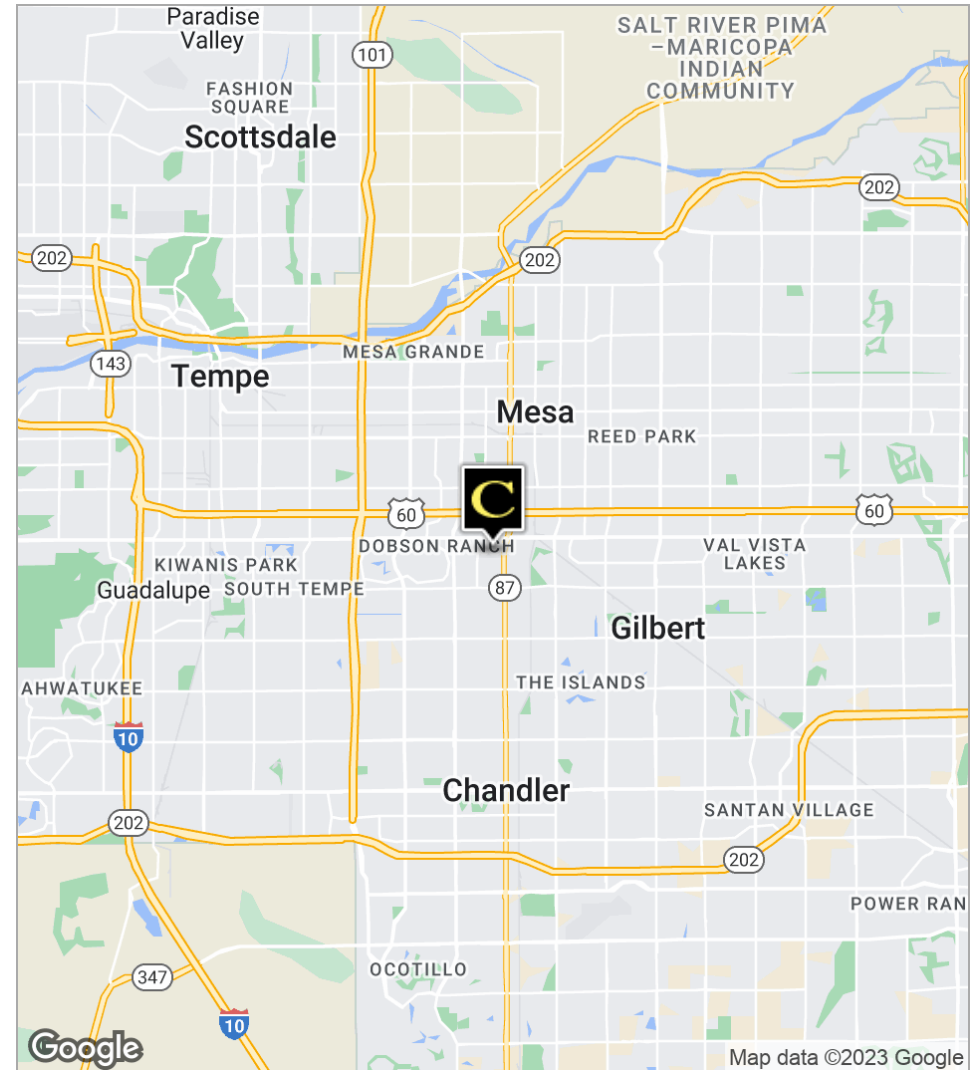 Paradise
Valley
SALT RIVER PIMA
–MARICOPA
INDIAN
COMMUNITY
101
FASHION
SQUARE
Scottsdale
202
202
202
MESA GRANDE
143
Tempe
Mesa
REED PARK
C
60
60
DOBSON RANCH
VAL VISTA
LAKES
KIWANIS PARK
Guadalupe
SOUTH TEMPE
87
Gilbert
AHWATUKEE
THE ISLANDS
10
Chandler
SANTAN VILLAGE
202
202
POWER RAN
OCOTILLO
347
10
Google
Map data ©2023 Google